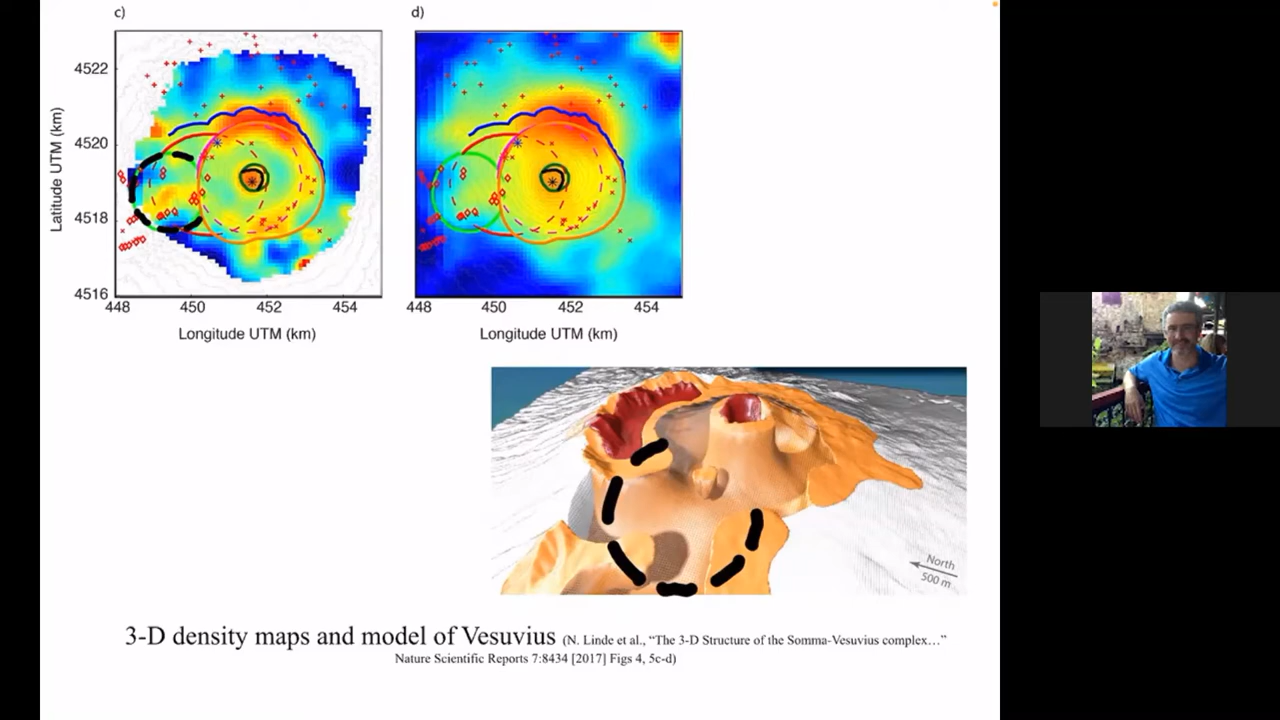 c)
d)
Latitude UTM (km)
4522
4520
4518
4516
448
450
452
454
448
450
452
454
Longitude UTM (km)
Longitude UTM (km)
North
500 m
3-D density maps and model of Vesuvius (N. Linde et al., “The 3-D Structure of the Somma-Vesuvius complex…”
Nature Scientific Reports 7:8434 [2017] Figs 4, 5c-d)